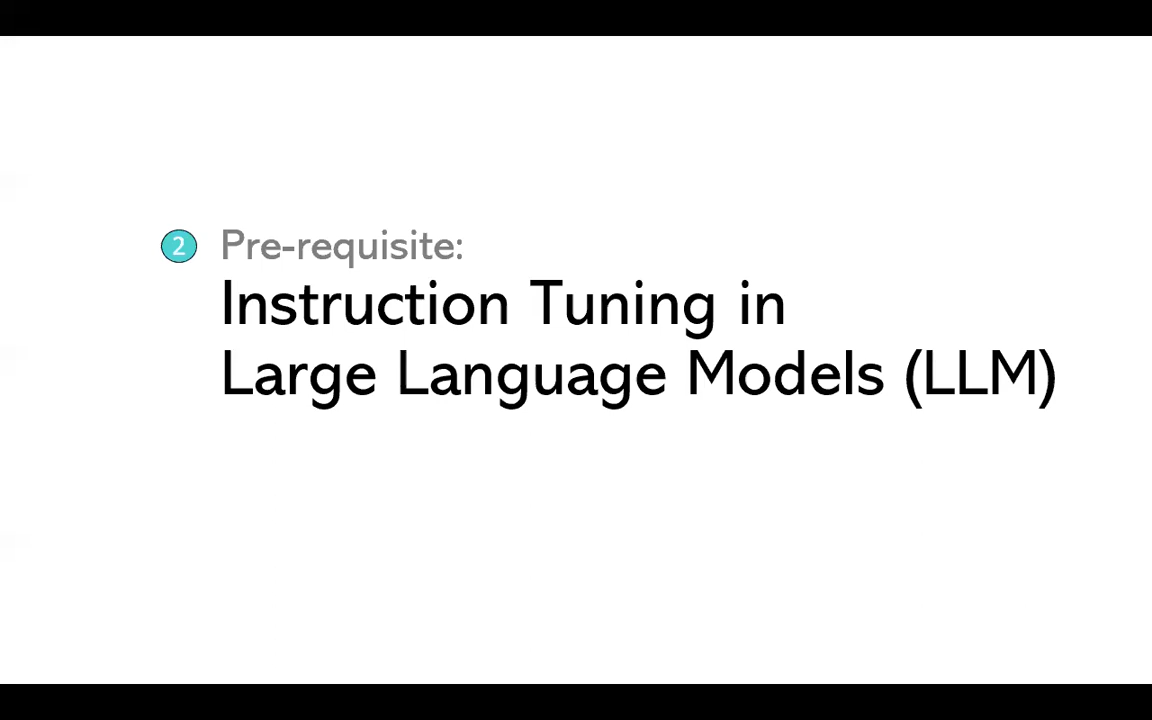 2 Pre-requisite:
Instruction Tuning in
Large Language Models (LLM)